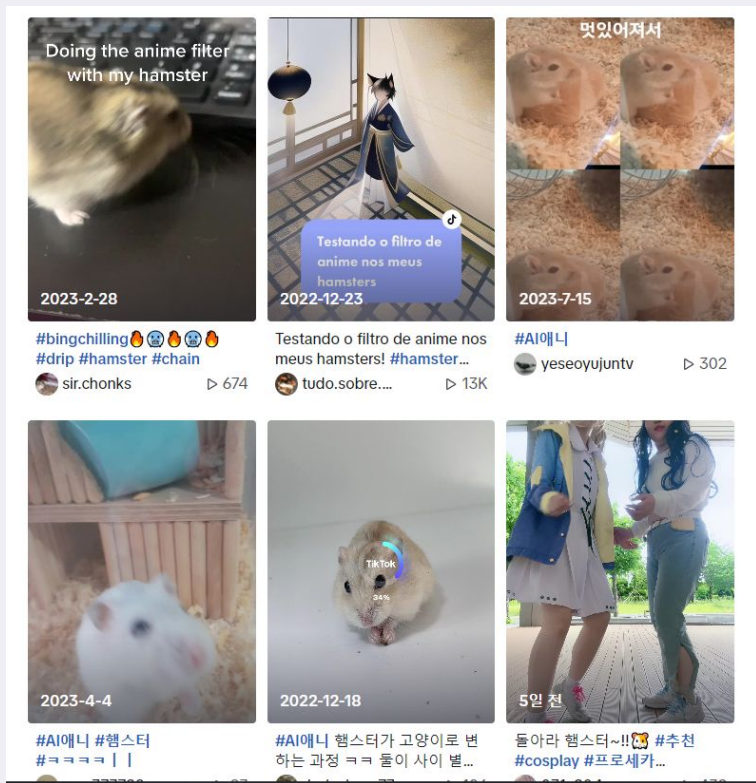 Doing the anime filter
with my hamster
2023-2-28
#bingchilling🔥🥶🔥🥶🔥
#drip #hamster #chain
sir.chonks
674
Testando o filtro de
anime nos meus
hamsters
2022-12-23
Testando o filtro de anime nos
meus hamsters! #hamster...
tudo.sobre....
13K
멋있어져서
2023-7-15
#AI애니
yeseoyujuntv
302
2023-4-4
#AI애니 #햄스터
#ㅋㅋㅋㅋㅣㅣ
TikTok
34%
2022-12-18
#AI애니 햄스터가 고양이로 변
하는 과정 ㅋㅋ 둘이 사이 별...
5일 전
돌아라 햄스터~!!🐹 #추천
#cosplay #프로세카...